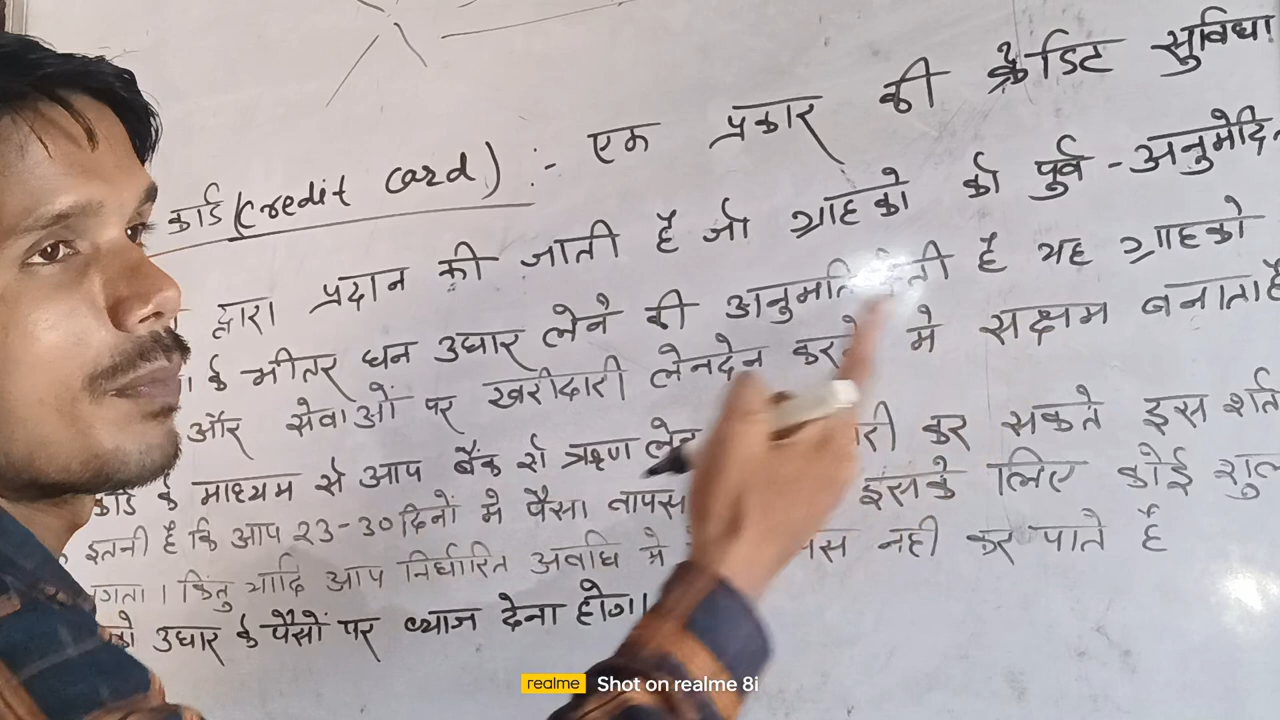 कार्ड (credit card) :- एक प्रकार की क्रेडिट सुविधा
द्वारा प्रदान की जाती है जो ग्राहको को पुर्व -अनुमोदि
के भीतर धन उधार लेने की अनुमति देती है यह ग्राहको
और सेवाओं पर खरीदारी लेनदेन करने मे सक्षम बनाता है
कार्ड के माध्यम से आप बैंक से ऋण लेक री कर सकते इस शर्त
इतनी है कि आप 23-30 दिनों मे पैसा वापस इसके लिए कोई शुल
गता । किंतु यादि आप निर्धारित अवधि मे पस नही कर पाते है
को उधार के पैसों पर ब्याज देना होगा।
realme Shot on realme 8i